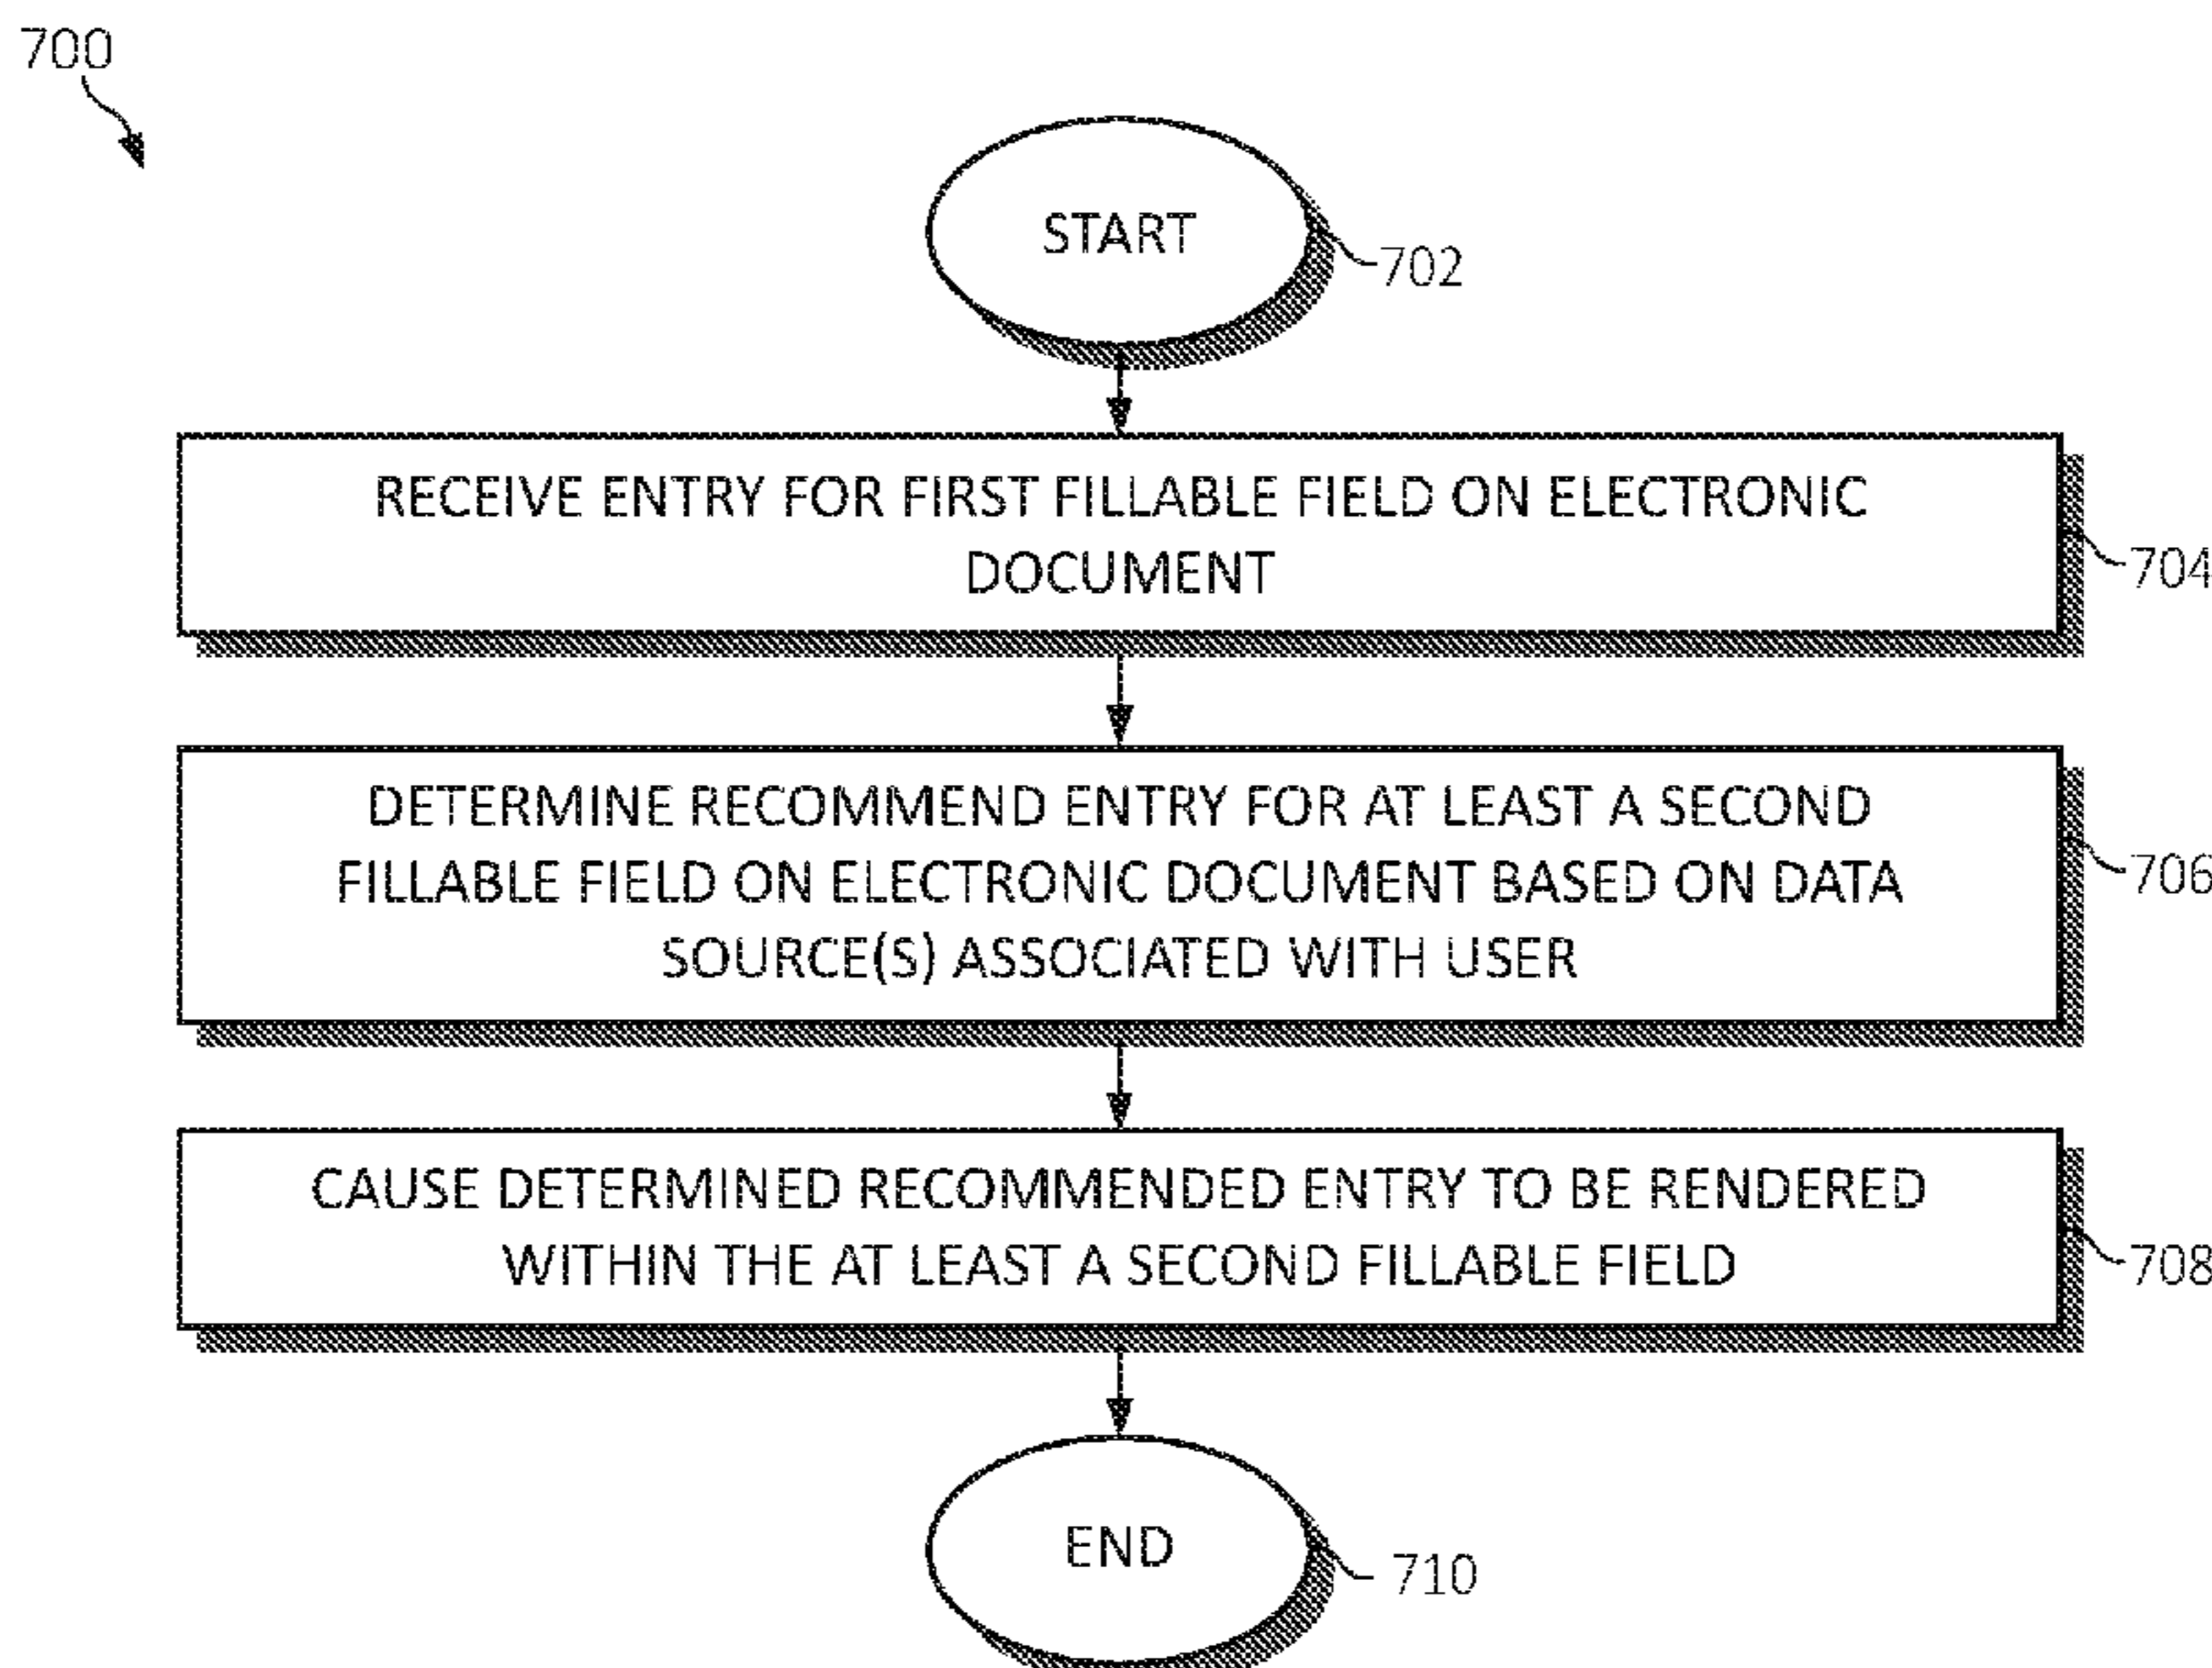 700
START
702
RECEIVE ENTRY FOR FIRST FILLABLE FIELD ON ELECTRONIC
DOCUMENT
704
DETERMINE RECOMMEND ENTRY FOR AT LEAST A SECOND
FILLABLE FIELD ON ELECTRONIC DOCUMENT BASED ON DATA
SOURCE(S) ASSOCIATED WITH USER
706
CAUSE DETERMINED RECOMMENDED ENTRY TO BE RENDERED
WITHIN THE AT LEAST A SECOND FILLABLE FIELD
708
END
710